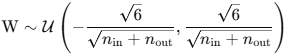 W ∼ 𝒰 ( −√6 / √(n_in + n_out), √6 / √(n_in + n_out) )